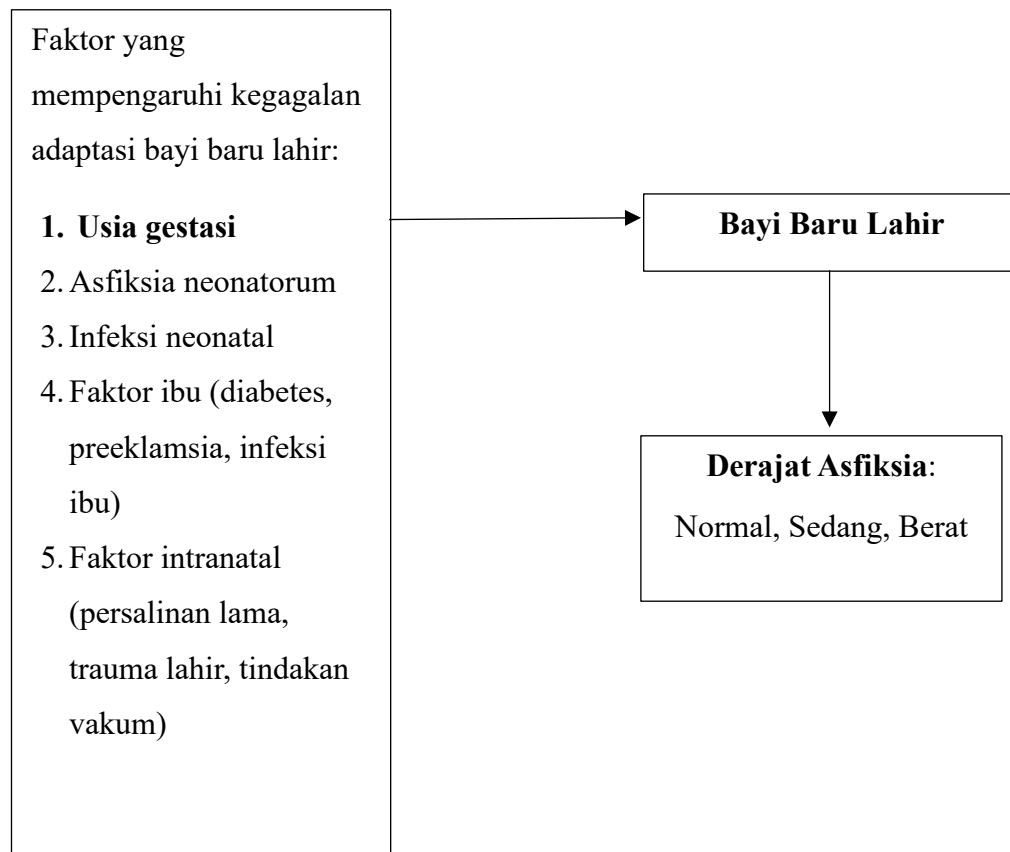 Faktor yang
mempengaruhi kegagalan
adaptasi bayi baru lahir:
1. Usia gestasi
2. Asfiksia neonatorum
3. Infeksi neonatal
4. Faktor ibu (diabetes,
preeklamsia, infeksi
ibu)
5. Faktor intranatal
(persalinan lama,
trauma lahir, tindakan
vakum)
Bayi Baru Lahir
Derajat Asfiksia:
Normal, Sedang, Berat